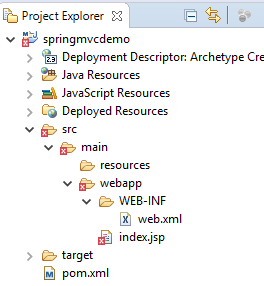 Project Explorer
springmvcdemo
Deployment Descriptor: Archetype Cre
Java Resources
JavaScript Resources
Deployed Resources
src
main
resources
webapp
WEB-INF
web.xml
index.jsp
target
pom.xml